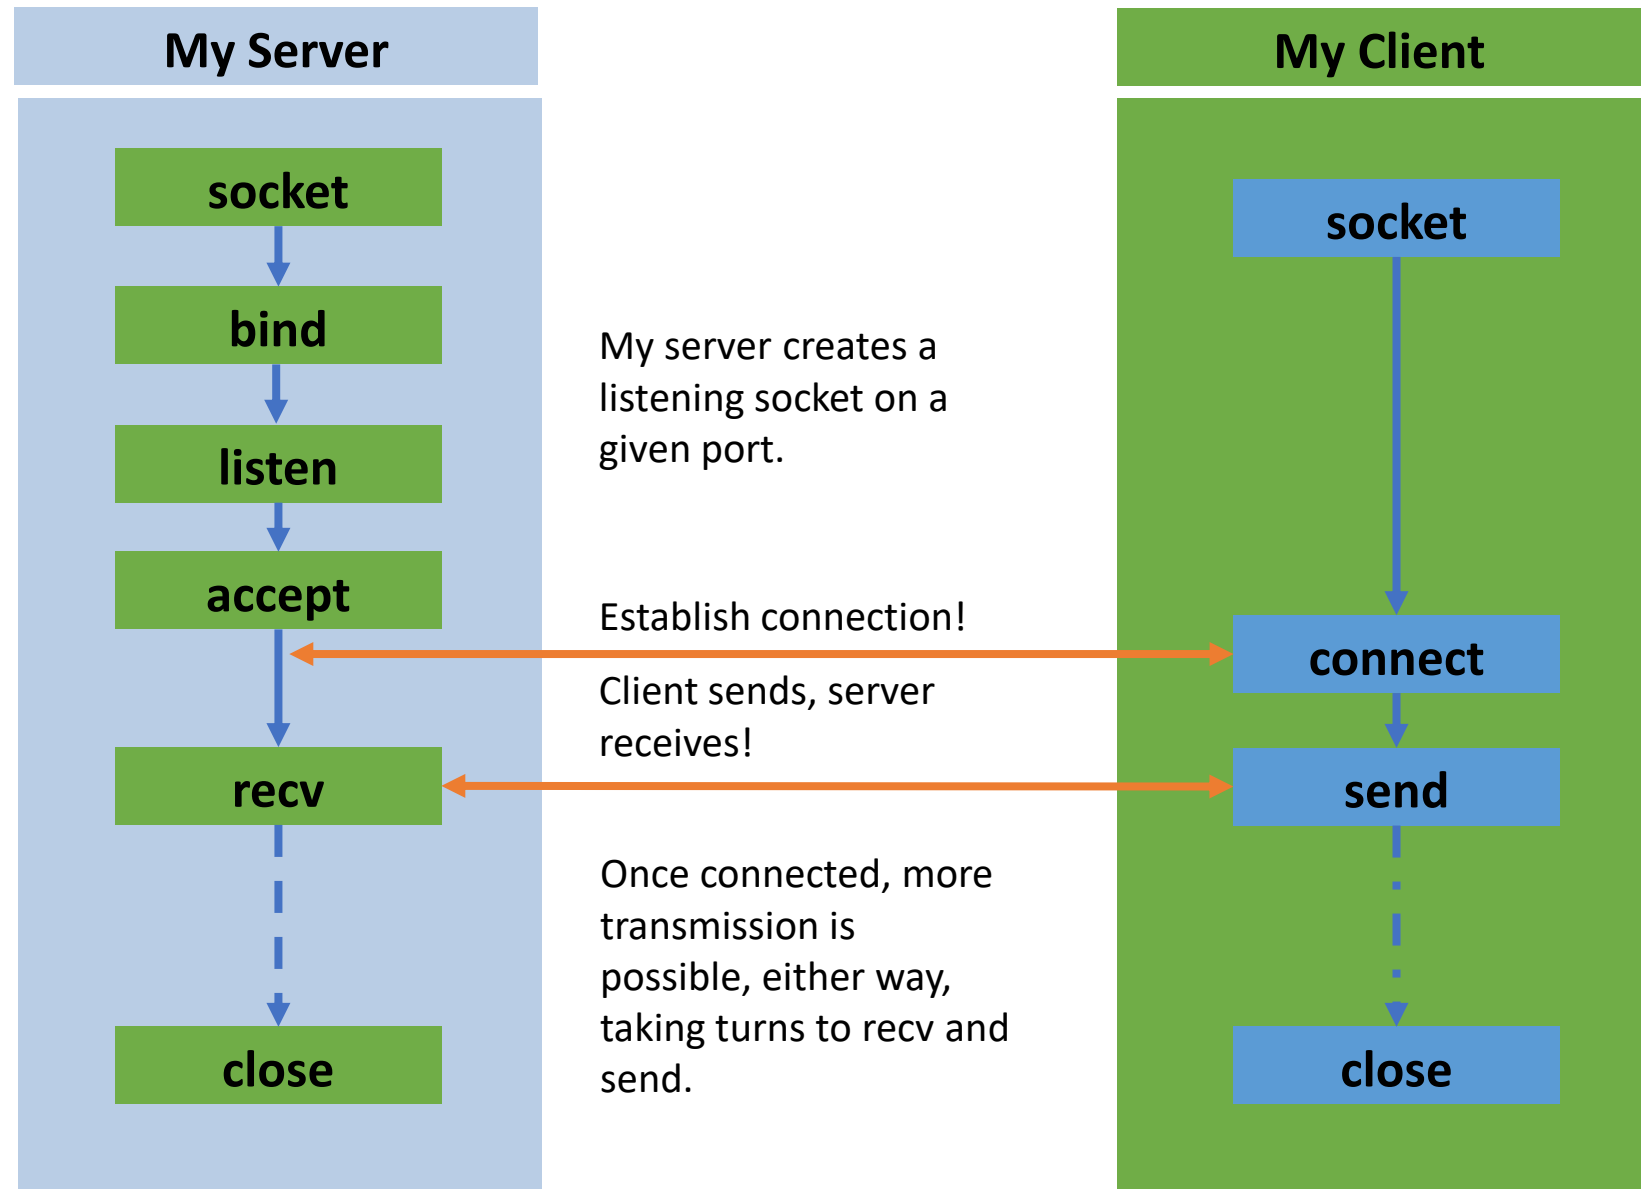 My Server
My Client
socket
bind
listen
accept
recv
close
My server creates a
listening socket on a
given port.
Establish connection!
Client sends, server
receives!
Once connected, more
transmission is
possible, either way,
taking turns to recv and
send.
socket
connect
send
close